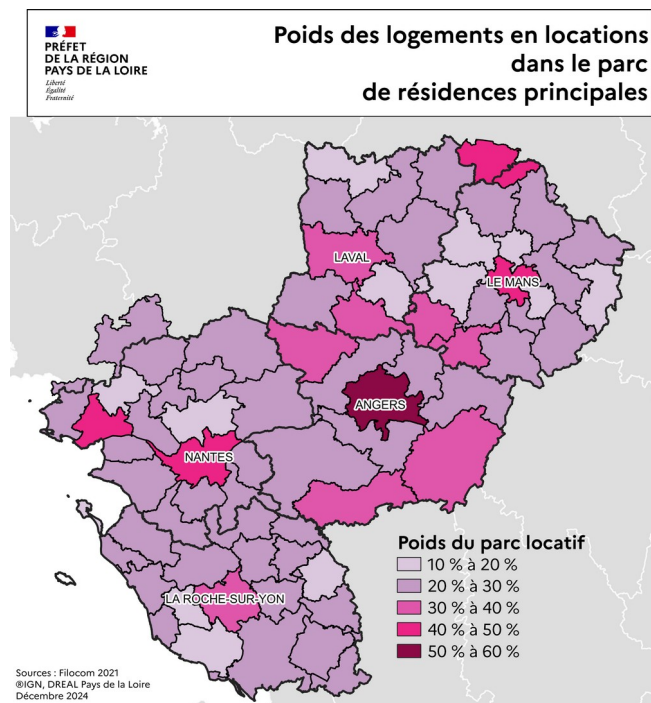 PRÉFET
DE LA RÉGION
PAYS DE LA LOIRE
Liberté
Égalité
Fraternité
Poids des logements en locations
dans le parc
de résidences principales
LAVAL
LE MANS
ANGERS
NANTES
LA ROCHE-SUR-YON
Poids du parc locatif
10 % à 20 %
20 % à 30 %
30 % à 40 %
40 % à 50 %
50 % à 60 %
Sources : Filocom 2021
®IGN, DREAL Pays de la Loire
Décembre 2024